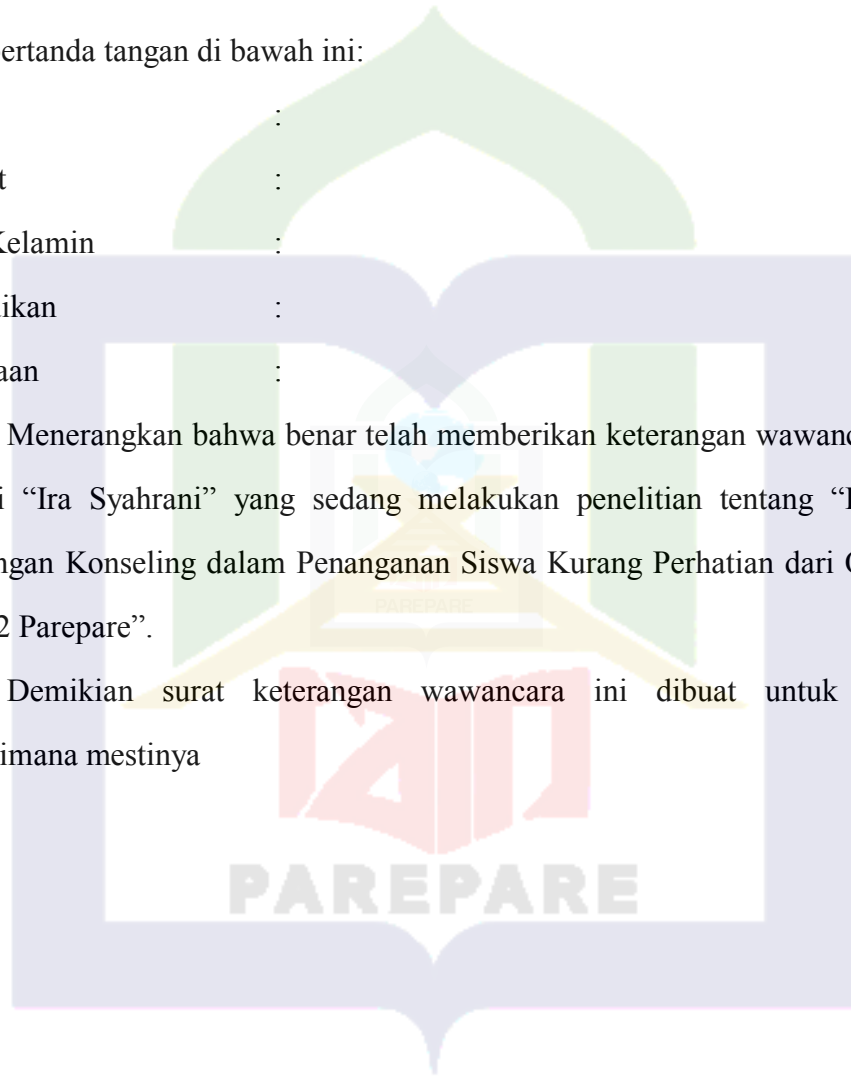 bertanda tangan di bawah ini:
:
t :
Kelamin :
ikan :
aan :
Menerangkan bahwa benar telah memberikan keterangan wawanc
i “Ira Syahrani” yang sedang melakukan penelitian tentang “
ngan Konseling dalam Penanganan Siswa Kurang Perhatian dari
2 Parepare”.
PAREPARE
Demikian surat keterangan wawancara ini dibuat untuk
imana mestinya
PAREPARE